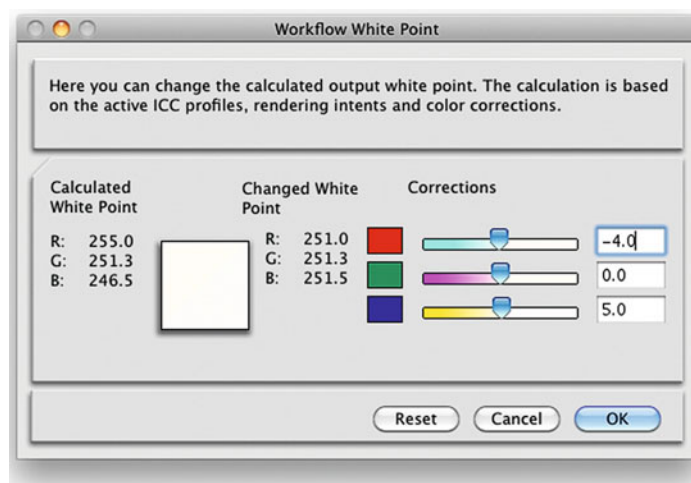 Workflow White Point
Here you can change the calculated output white point. The calculation is based
on the active ICC profiles, rendering intents and color corrections.
Calculated
White Point
R: 255.0
G: 251.3
B: 246.5
Changed White
Point
R: 251.0
G: 251.3
B: 251.5
Corrections
-4.0
0.0
5.0
Reset
Cancel
OK